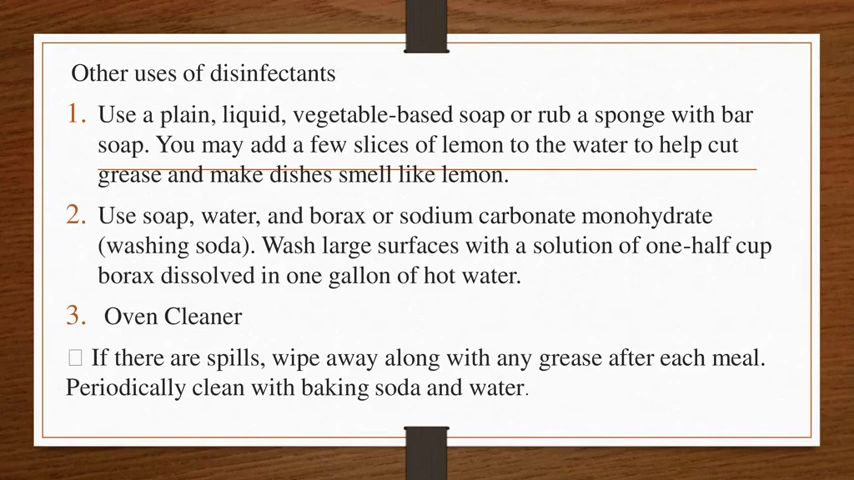 Other uses of disinfectants
1. Use a plain, liquid, vegetable-based soap or rub a sponge with bar
soap. You may add a few slices of lemon to the water to help cut
grease and make dishes smell like lemon.
2. Use soap, water, and borax or sodium carbonate monohydrate
(washing soda). Wash large surfaces with a solution of one-half cup
borax dissolved in one gallon of hot water.
3. Oven Cleaner
□ If there are spills, wipe away along with any grease after each meal.
Periodically clean with baking soda and water.